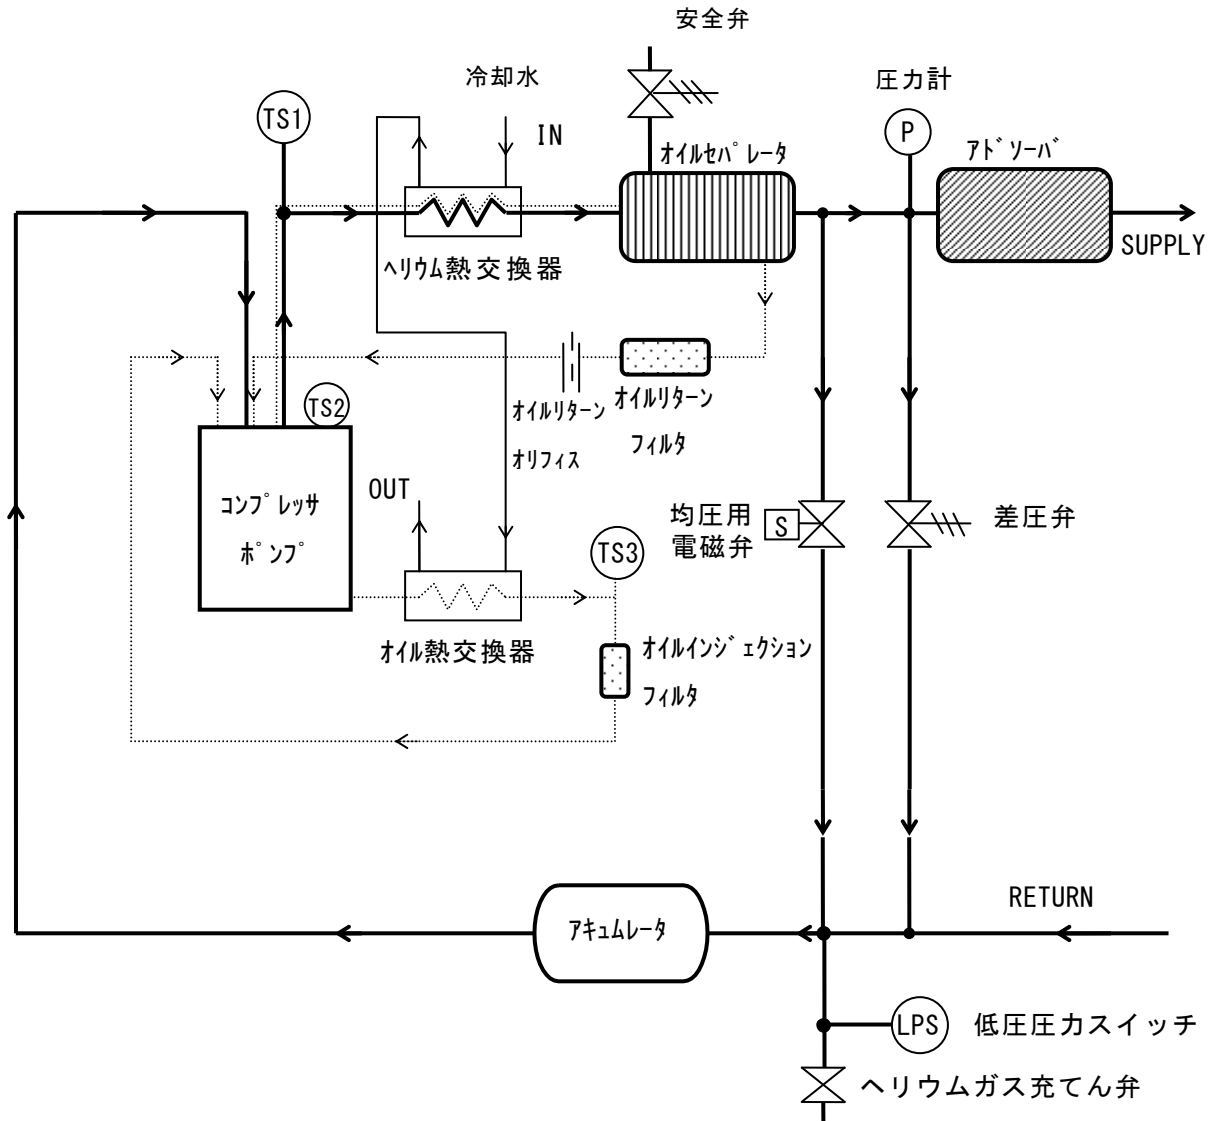 安全弁
冷却水
圧力計
TS1
IN
P
ｵｲﾙｾﾊﾟﾚｰﾀ
ｱﾄﾞｿｰﾊﾞ
SUPPLY
ﾍﾘｳﾑ熱交換器
TS2
ｵｲﾙﾘﾀｰﾝ
ｵﾘﾌｨｽ
ｵｲﾙﾘﾀｰﾝ
ﾌｨﾙﾀ
OUT
ｺﾝﾌﾟﾚｯｻ
ﾎﾟﾝﾌﾟ
均圧用
電磁弁
S
差圧弁
TS3
ｵｲﾙ熱交換器
ｵｲﾙｲﾝｼﾞｪｸｼｮﾝ
ﾌｨﾙﾀ
RETURN
ｱｷｭﾑﾚｰﾀ
LPS
低圧圧力スイッチ
ヘリウムガス充てん弁